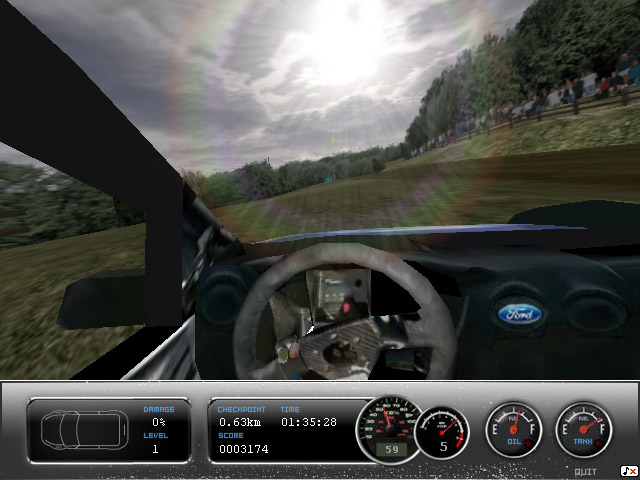 Ford
DAMAGE
0%
LEVEL
1
CHECKPOINT TIME
0.63km 01:35:28
SCORE
0003174
59
5
E FUEL F
OIL
E F
TANK
QUIT